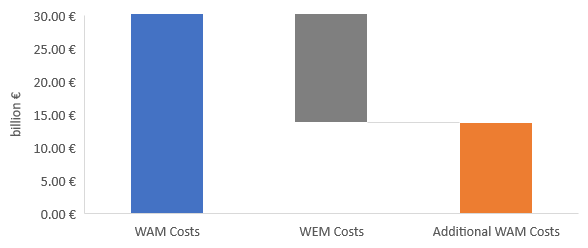 30.00 €
25.00 €
20.00 €
15.00 €
10.00 €
5.00 €
0.00 €
billion €
WAM Costs
WEM Costs
Additional WAM Costs